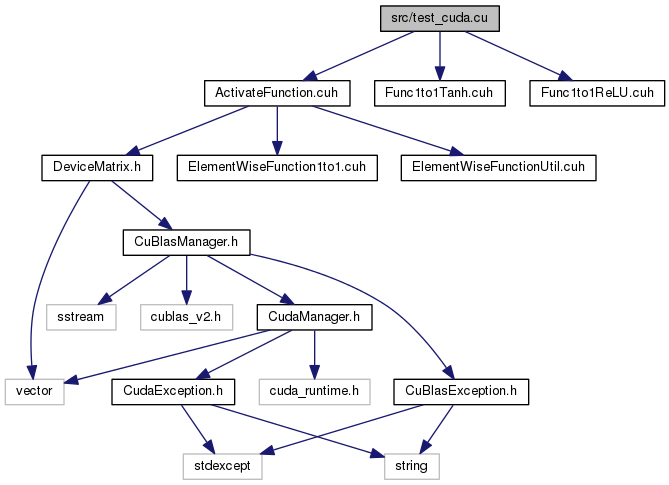 src/test_cuda.cu
ActivateFunction.cuh
Func1to1Tanh.cuh
Func1to1ReLU.cuh
DeviceMatrix.h
ElementWiseFunction1to1.cuh
ElementWiseFunctionUtil.cuh
CuBlasManager.h
sstream
cublas_v2.h
CudaManager.h
vector
CudaException.h
cuda_runtime.h
CuBlasException.h
stdexcept
string